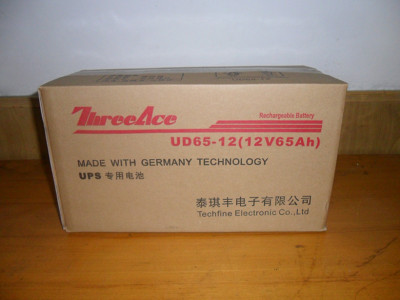 ThreeAce
Rechargeable Battery
UD65-12(12V65Ah)
MADE WITH GERMANY TECHNOLOGY
UPS 专用电池
泰琪丰电子有限公司
Techfine Electronic Co.,Ltd